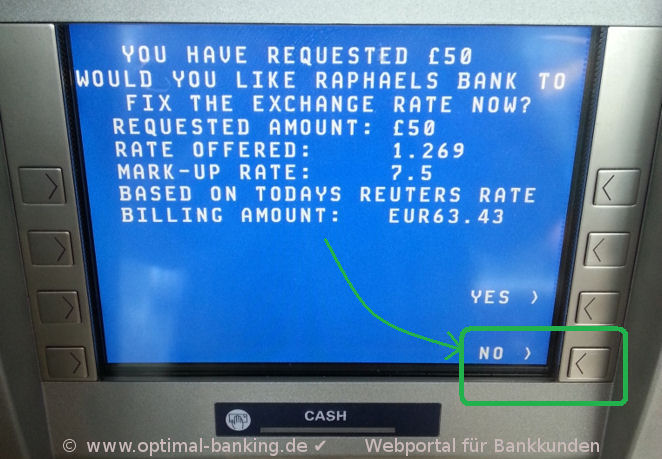 YOU HAVE REQUESTED £50
WOULD YOU LIKE RAPHAELS BANK TO
FIX THE EXCHANGE RATE NOW?
REQUESTED AMOUNT: £50
RATE OFFERED: 1.269
MARK-UP RATE: 7.5
BASED ON TODAYS REUTERS RATE
BILLING AMOUNT: EUR63.43
YES >
NO >
CASH
© www.optimal-banking.de ✔ Webportal für Bankkunden